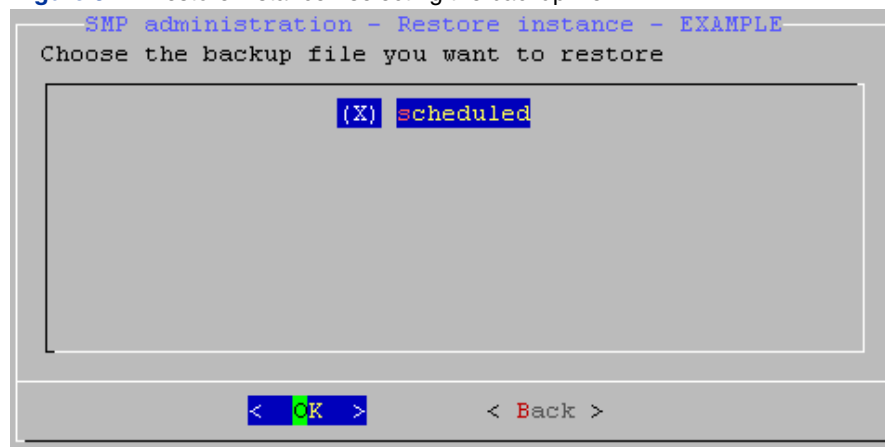 SMP administration - Restore instance - EXAMPLE
Choose the backup file you want to restore
(X) scheduled
< OK > < Back >